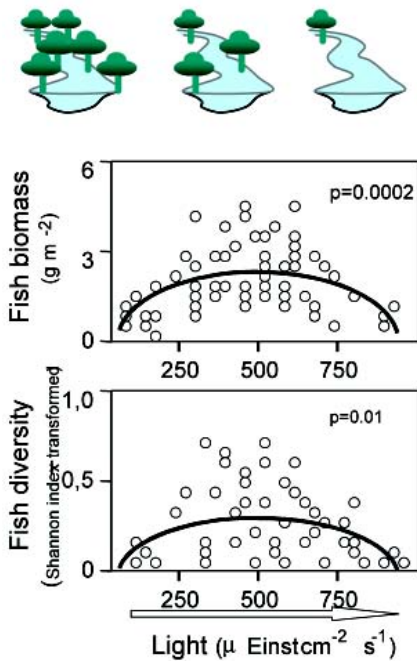 6
3
0
Fish biomass
(g m⁻²)
p=0.0002
250 500 750
1,0
0,5
0
Fish diversity
(Shannon index transformed)
p=0.01
250 500 750
Light (µ Einstcm⁻² s⁻¹)